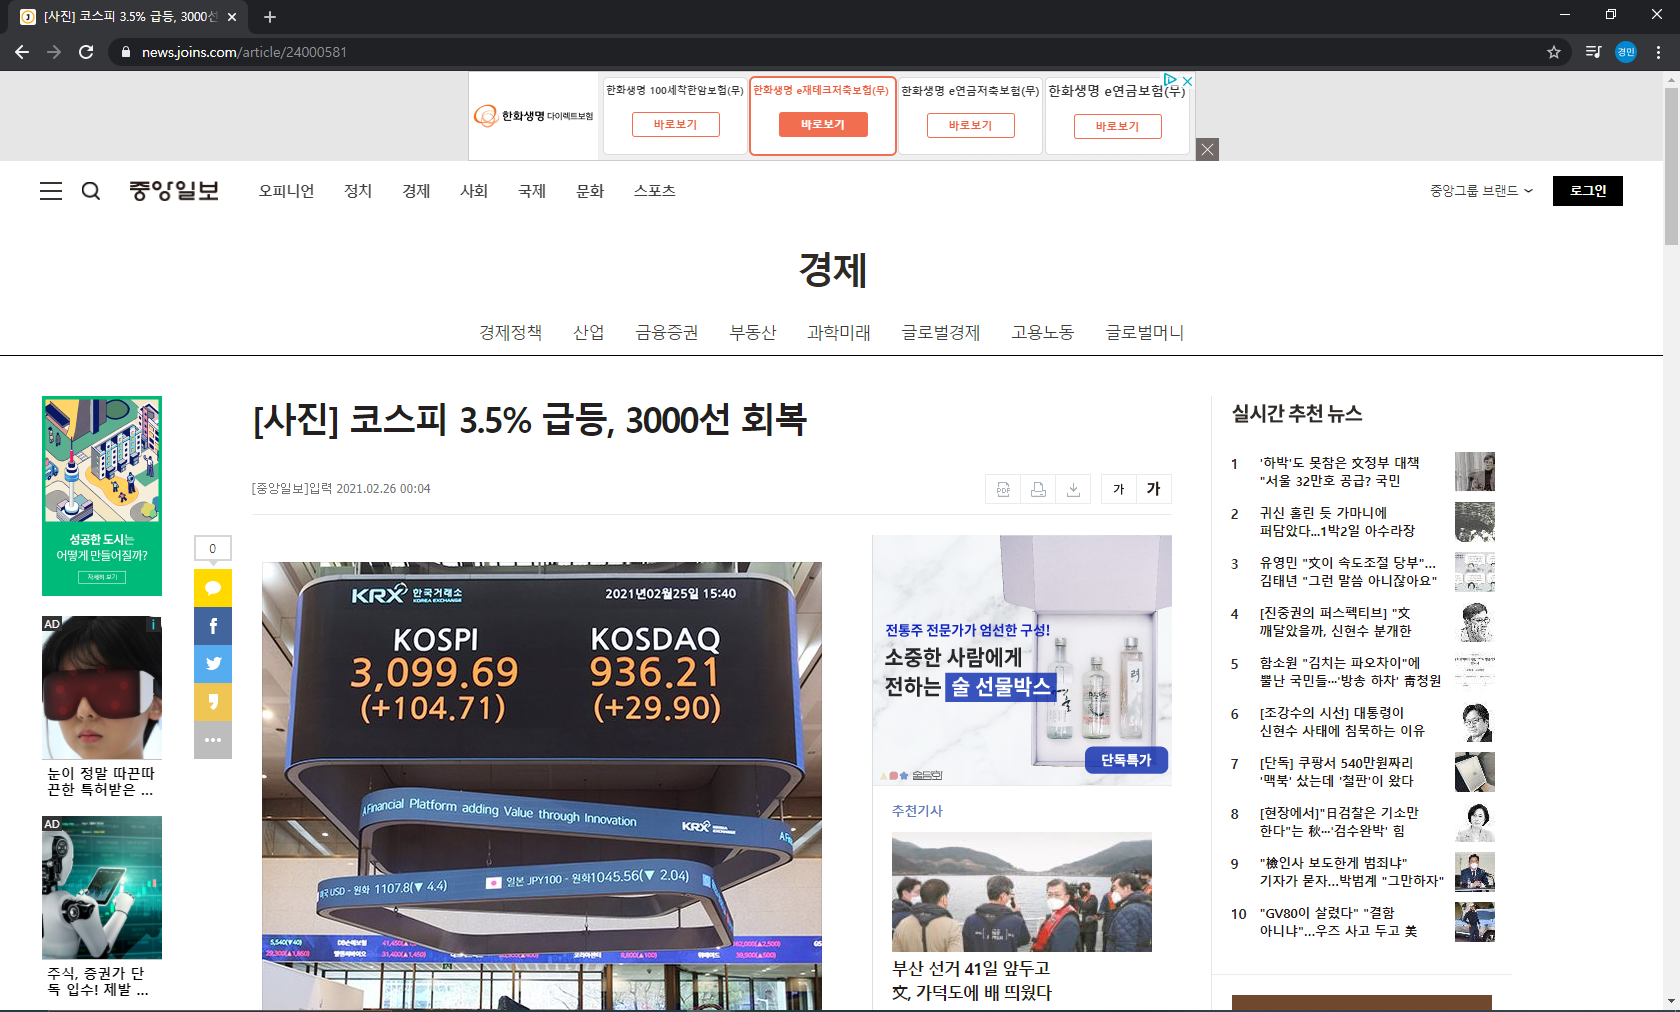 [사진] 코스피 3.5% 급등, 3000선
news.joins.com/article/24000581
경민
한화생명 다이렉트보험
한화생명 100세착한암보험(무)
바로보기
한화생명 e재테크저축보험(무)
바로보기
한화생명 e연금저축보험(무)
바로보기
한화생명 e연금보험(무)
바로보기
중앙일보
오피니언 정치 경제 사회 국제 문화 스포츠
중앙그룹 브랜드
로그인
경제
경제정책 산업 금융증권 부동산 과학미래 글로벌경제 고용노동 글로벌머니
성공한 도시는
어떻게 만들어질까?
자세히 보기
AD
눈이 정말 따끈따
끈한 특허받은 ...
AD
주식, 증권가 단
독 입수! 제발 ...
[사진] 코스피 3.5% 급등, 3000선 회복
[중앙일보]입력 2021.02.26 00:04
PDF
가 가
0
KRX 한국거래소
KOREA EXCHANGE
2021년02월25일 15:40
KOSPI
3,099.69
(+104.71)
KOSDAQ
936.21
(+29.90)
A Financial Platform adding Value through Innovation
KRX KOREA EXCHANGE
USD - 원화 1107.8(▼ 4.4)
일본 JPY100 - 원화1045.56(▼ 2.04)
전통주 전문가가 엄선한 구성!
소중한 사람에게
전하는 술 선물박스
단독특가
술담화
추천기사
부산 선거 41일 앞두고
文, 가덕도에 배 띄웠다
실시간 추천 뉴스
1 '하박'도 못참은 文정부 대책
"서울 32만호 공급? 국민
2 귀신 홀린 듯 가마니에
퍼담았다...1박2일 아수라장
3 유영민 "文이 속도조절 당부"...
김태년 "그런 말씀 아니잖아요"
4 [진중권의 퍼스펙티브] "文
깨달았을까, 신현수 분개한
5 함소원 "김치는 파오차이"에
뿔난 국민들…'방송 하차' 靑청원
6 [조강수의 시선] 대통령이
신현수 사태에 침묵하는 이유
7 [단독] 쿠팡서 540만원짜리
'맥북' 샀는데 '철판'이 왔다
8 [현장에서]"日검찰은 기소만
한다"는 秋…'검수완박' 힘
9 "檢인사 보도한게 범죄냐"
기자가 묻자...박범계 "그만하자"
10 "GV80이 살렸다" "결함
아니냐"...우즈 사고 두고 美